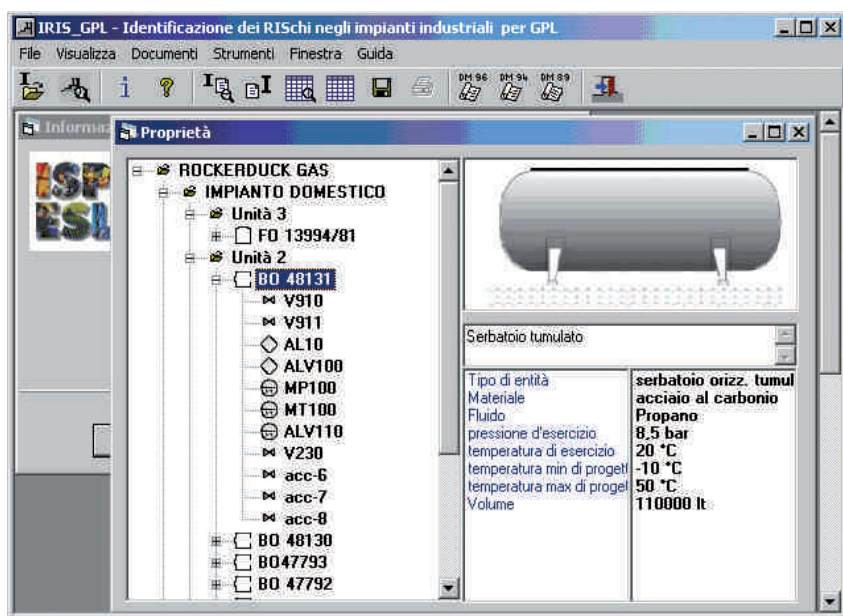 IRIS_GPL - Identificazione dei RISchi negli impianti industriali per GPL
File Visualizza Documenti Strumenti Finestra Guida
DM 96 DM 94 DM 89
Informaz
Proprietà
ISP
ESL
ROCKERDUCK GAS
IMPIANTO DOMESTICO
Unità 3
FO 13994/81
Unità 2
BO 48131
V910
V911
AL10
ALV100
MP100
MT100
ALV110
V230
acc-6
acc-7
acc-8
BO 48130
BO47793
BO 47792
Serbatoio tumulato
Tipo di entità serbatoio orizz. tumul
Materiale acciaio al carbonio
Fluido Propano
pressione d'esercizio 8,5 bar
temperatura di esercizio 20 °C
temperatura min di proget -10 °C
temperatura max di proget 50 °C
Volume 110000 lt